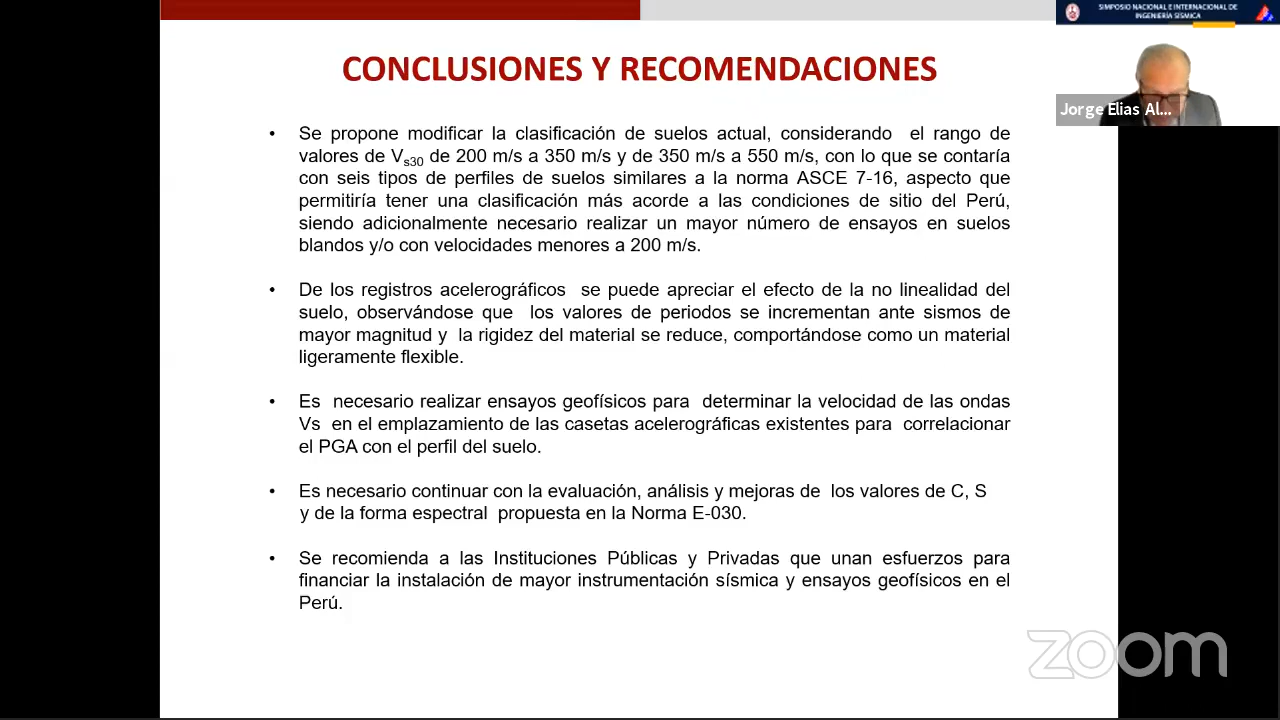 SIMPOSIO NACIONAL E INTERNACIONAL DE
INGENIERÍA SÍSMICA
Jorge Elias Al...
CONCLUSIONES Y RECOMENDACIONES
• Se propone modificar la clasificación de suelos actual, considerando el rango de
valores de Vs30 de 200 m/s a 350 m/s y de 350 m/s a 550 m/s, con lo que se contaría
con seis tipos de perfiles de suelos similares a la norma ASCE 7-16, aspecto que
permitiría tener una clasificación más acorde a las condiciones de sitio del Perú,
siendo adicionalmente necesario realizar un mayor número de ensayos en suelos
blandos y/o con velocidades menores a 200 m/s.
• De los registros acelerográficos se puede apreciar el efecto de la no linealidad del
suelo, observándose que los valores de periodos se incrementan ante sismos de
mayor magnitud y la rigidez del material se reduce, comportándose como un material
ligeramente flexible.
• Es necesario realizar ensayos geofísicos para determinar la velocidad de las ondas
Vs en el emplazamiento de las casetas acelerográficas existentes para correlacionar
el PGA con el perfil del suelo.
• Es necesario continuar con la evaluación, análisis y mejoras de los valores de C, S
y de la forma espectral propuesta en la Norma E-030.
• Se recomienda a las Instituciones Públicas y Privadas que unan esfuerzos para
financiar la instalación de mayor instrumentación sísmica y ensayos geofísicos en el
Perú.
zoom